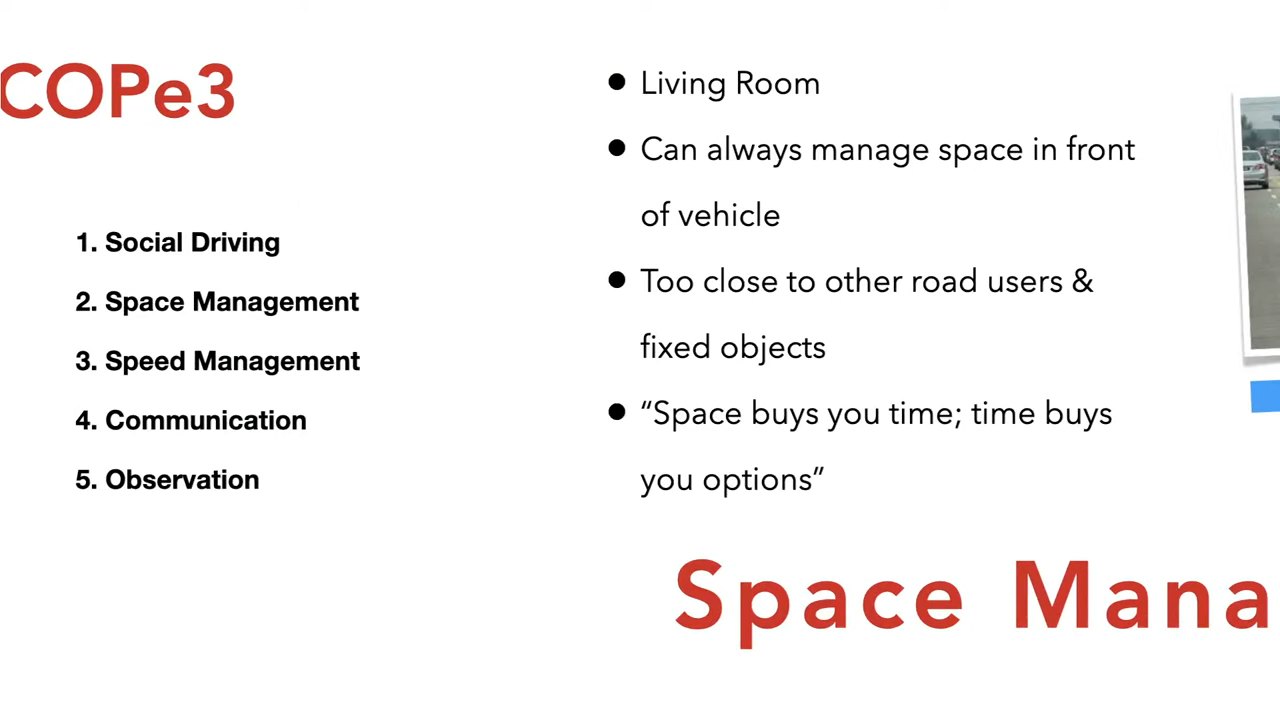 COPe3
1. Social Driving
2. Space Management
3. Speed Management
4. Communication
5. Observation
● Living Room
● Can always manage space in front
of vehicle
● Too close to other road users &
fixed objects
● “Space buys you time; time buys
you options”
Space Mana